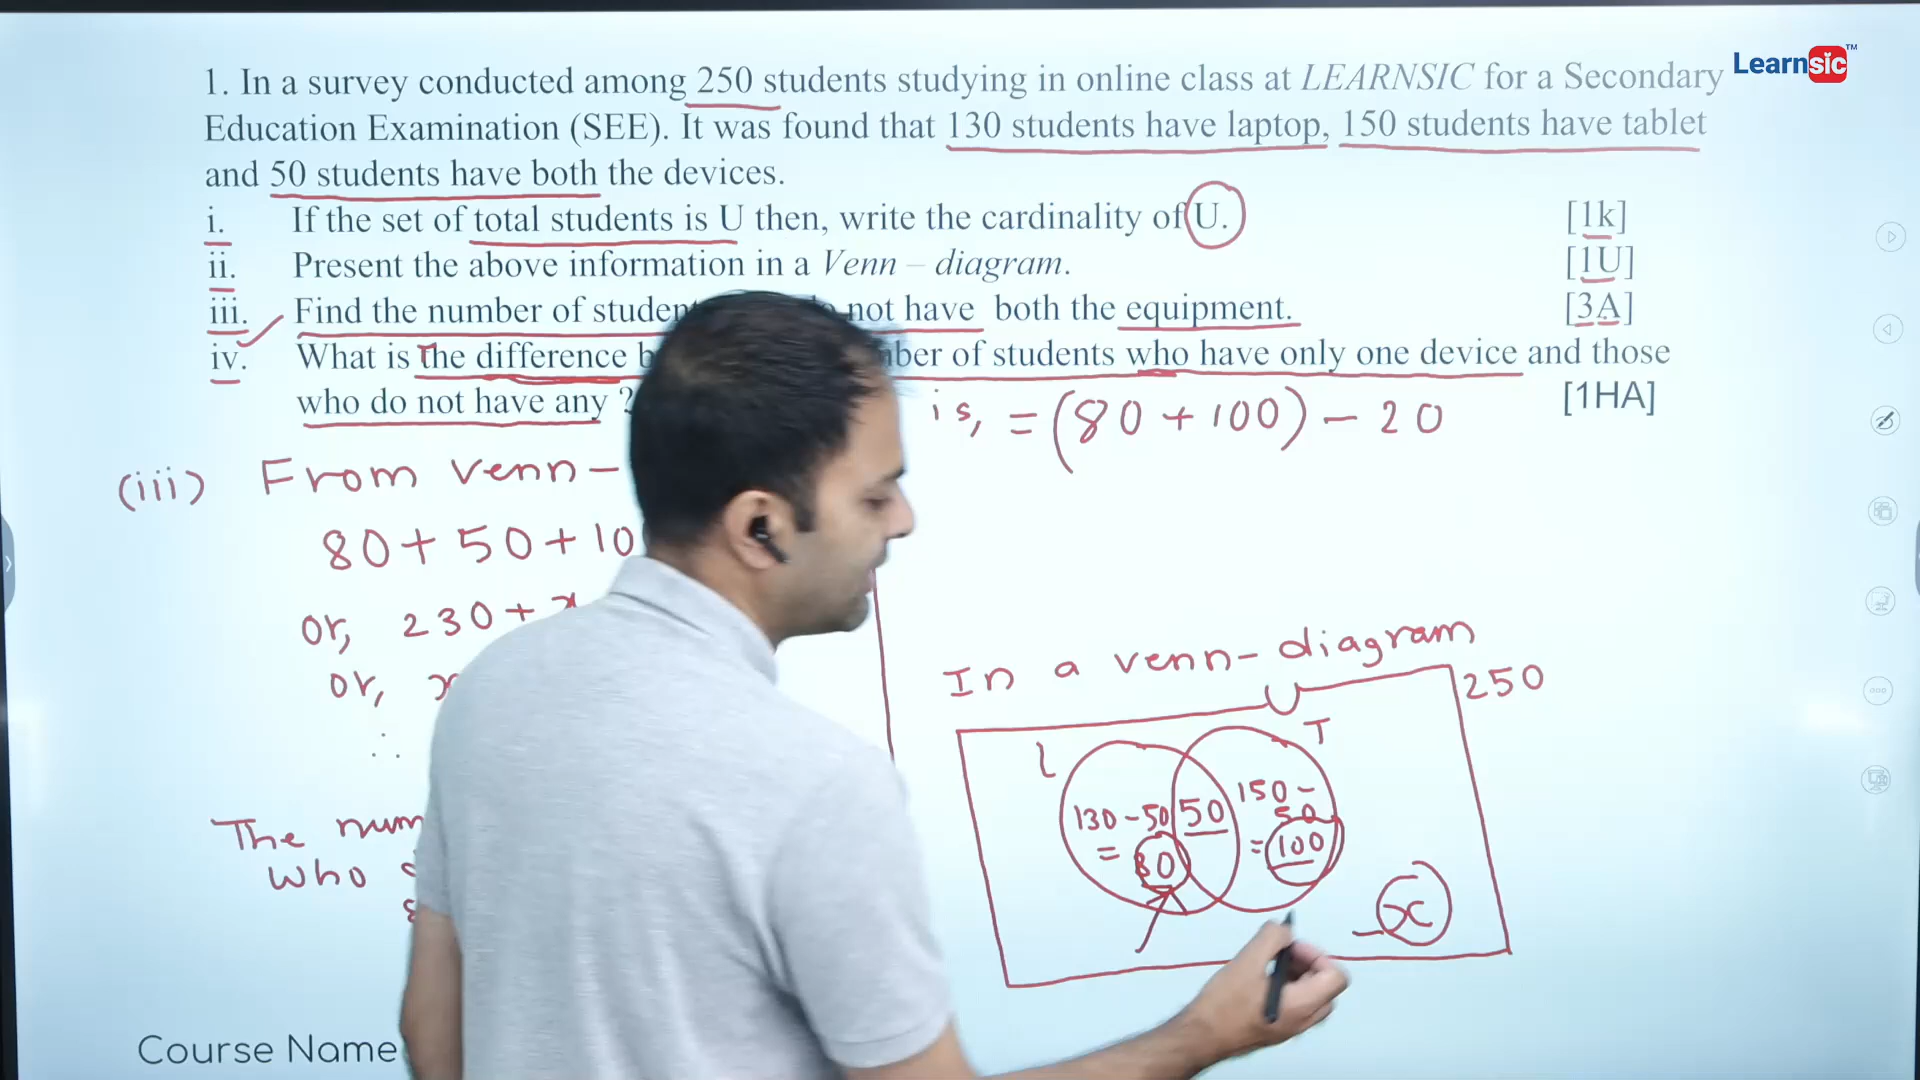 Learnsic™
1. In a survey conducted among 250 students studying in online class at LEARNSIC for a Secondary
Education Examination (SEE). It was found that 130 students have laptop, 150 students have tablet
and 50 students have both the devices.
i. If the set of total students is U then, write the cardinality of U. [1k]
ii. Present the above information in a Venn – diagram. [1U]
iii. Find the number of studen not have both the equipment. [3A]
iv. What is the difference b ber of students who have only one device and those
who do not have any ? [1HA]
is, = (80 + 100) - 20
(iii) From venn-
80 + 50 + 10
or, 230 + x
or, x
∴
The num
who
In a venn-diagram
U 250
L T
130 - 50 50 150 - 50
= 80 = 100
x
Course Name